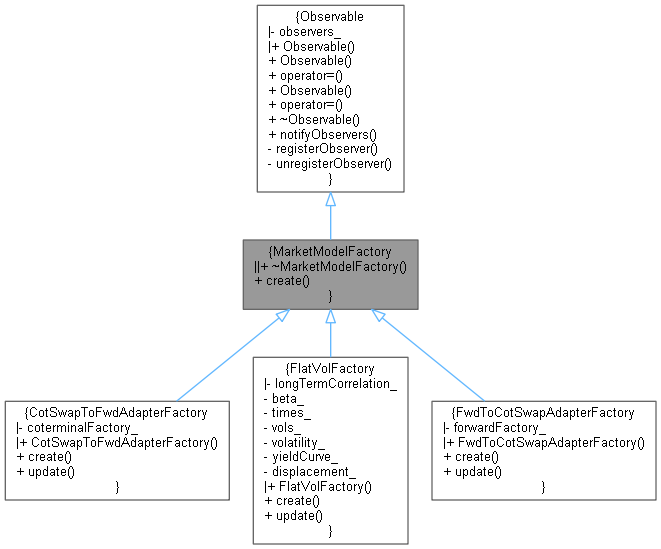 {Observable
|- observers_
|+ Observable()
+ Observable()
+ operator=()
+ Observable()
+ operator=()
+ ~Observable()
+ notifyObservers()
- registerObserver()
- unregisterObserver()
}
{MarketModelFactory
||+ ~MarketModelFactory()
+ create()
}
{CotSwapToFwdAdapterFactory
|- coterminalFactory_
|+ CotSwapToFwdAdapterFactory()
+ create()
+ update()
}
{FlatVolFactory
|- longTermCorrelation_
- beta_
- times_
- vols_
- volatility_
- yieldCurve_
- displacement_
|+ FlatVolFactory()
+ create()
+ update()
}
{FwdToCotSwapAdapterFactory
|- forwardFactory_
|+ FwdToCotSwapAdapterFactory()
+ create()
+ update()
}